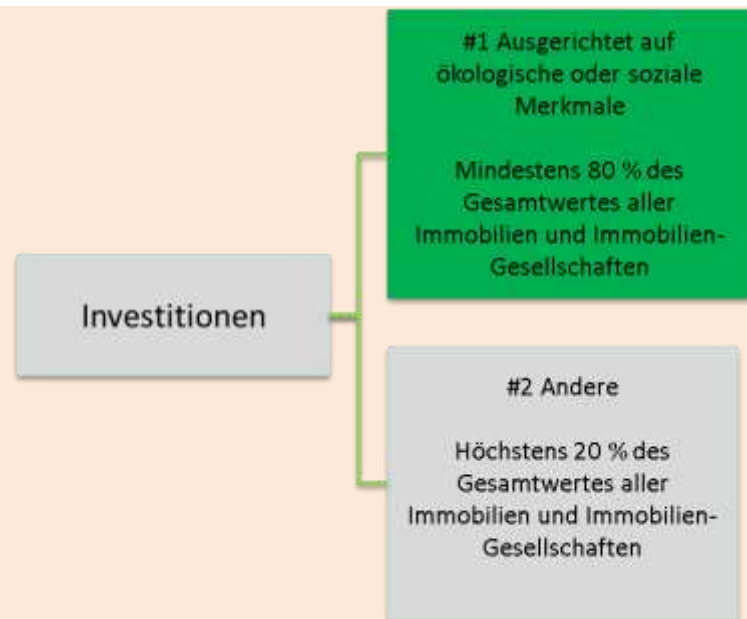 #1 Ausgerichtet auf
ökologische oder soziale
Merkmale
Mindestens 80 % des
Gesamtwertes aller
Immobilien und Immobilien-
Gesellschaften
Investitionen
#2 Andere
Höchstens 20 % des
Gesamtwertes aller
Immobilien und Immobilien-
Gesellschaften